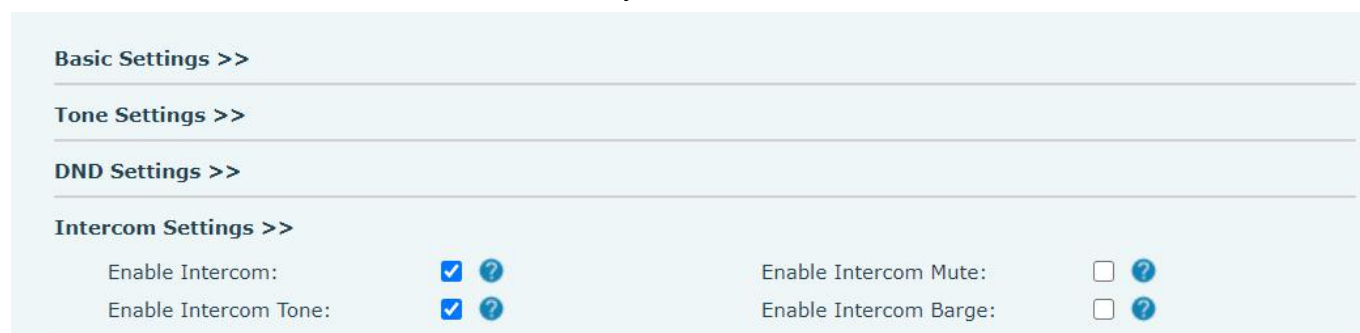 Basic Settings >>
Tone Settings >>
DND Settings >>
Intercom Settings >>
Enable Intercom: ? Enable Intercom Mute: ?
Enable Intercom Tone: ? Enable Intercom Barge: ?